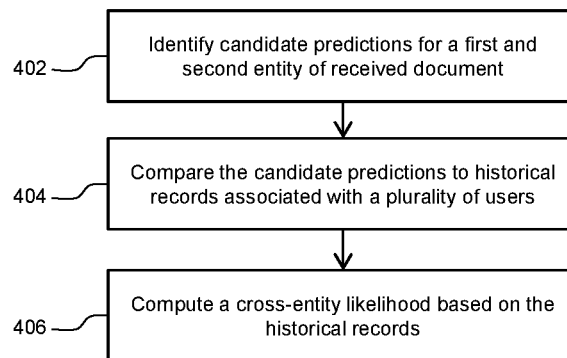 Identify candidate predictions for a first and
second entity of received document
402
Compare the candidate predictions to historical
records associated with a plurality of users
404
Compute a cross-entity likelihood based on the
historical records
406